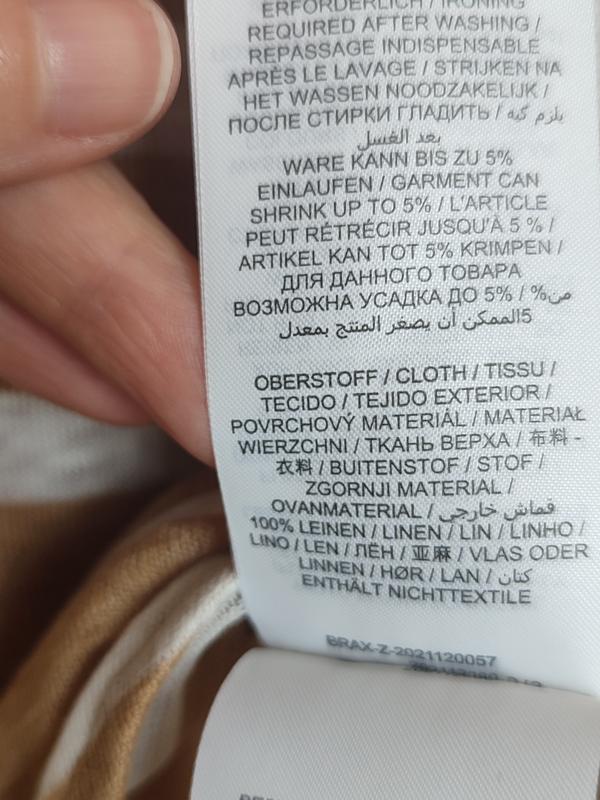 ERFORDERLICH / IRONING
REQUIRED AFTER WASHING /
REPASSAGE INDISPENSABLE
APRÈS LE LAVAGE / STRIJKEN NA
HET WASSEN NOODZAKELIJK /
ПОСЛЕ СТИРКИ ГЛАДИТЬ / يلزم كيه
بعد الغسل
WARE KANN BIS ZU 5%
EINLAUFEN / GARMENT CAN
SHRINK UP TO 5% / L'ARTICLE
PEUT RÉTRÉCIR JUSQU'À 5 % /
ARTIKEL KAN TOT 5% KRIMPEN /
ДЛЯ ДАННОГО ТОВАРА
ВОЗМОЖНА УСАДКА ДО 5% / %من
5الممكن أن يصغر المنتج بمعدل
OBERSTOFF / CLOTH / TISSU /
TECIDO / TEJIDO EXTERIOR /
POVRCHOVÝ MATERIÁL / MATERIAŁ
WIERZCHNI / ТКАНЬ ВЕРХА / 布料 -
衣料 / BUITENSTOF / STOF /
ZGORNJI MATERIAL /
OVANMATERIAL / قماش خارجي
100% LEINEN / LINEN / LIN / LINHO /
LINO / LEN / ЛЁН / 亚麻 / VLAS ODER
LINNEN / HØR / LAN / كتان
ENTHÄLT NICHTTEXTILE
BRAX-Z-2021120057